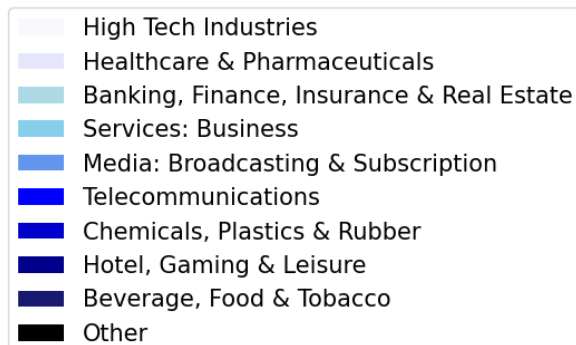 High Tech Industries
Healthcare & Pharmaceuticals
Banking, Finance, Insurance & Real Estate
Services: Business
Media: Broadcasting & Subscription
Telecommunications
Chemicals, Plastics & Rubber
Hotel, Gaming & Leisure
Beverage, Food & Tobacco
Other